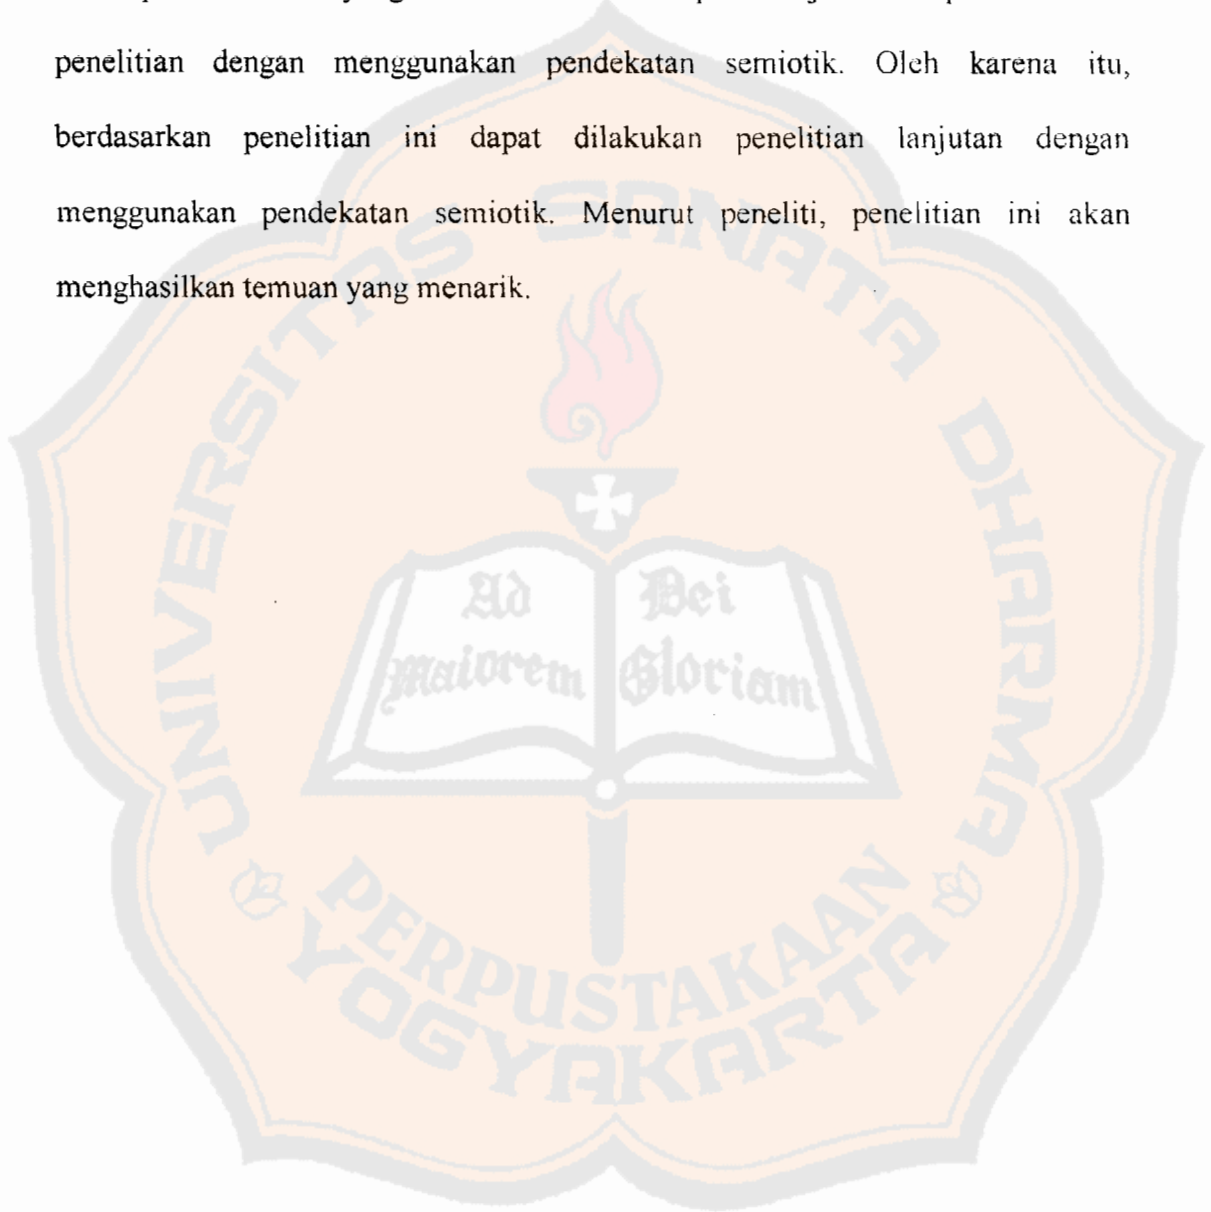 penelitian dengan menggunakan pendekatan semiotik. Oleh karena itu,
berdasarkan penelitian ini dapat dilakukan penelitian lanjutan dengan
menggunakan pendekatan semiotik. Menurut peneliti, penelitian ini akan
menghasilkan temuan yang menarik.
UNIVERSITAS SANATA DHARMA
Ad Dei
Maiorem Gloriam
PERPUSTAKAAN
YOGYAKARTA